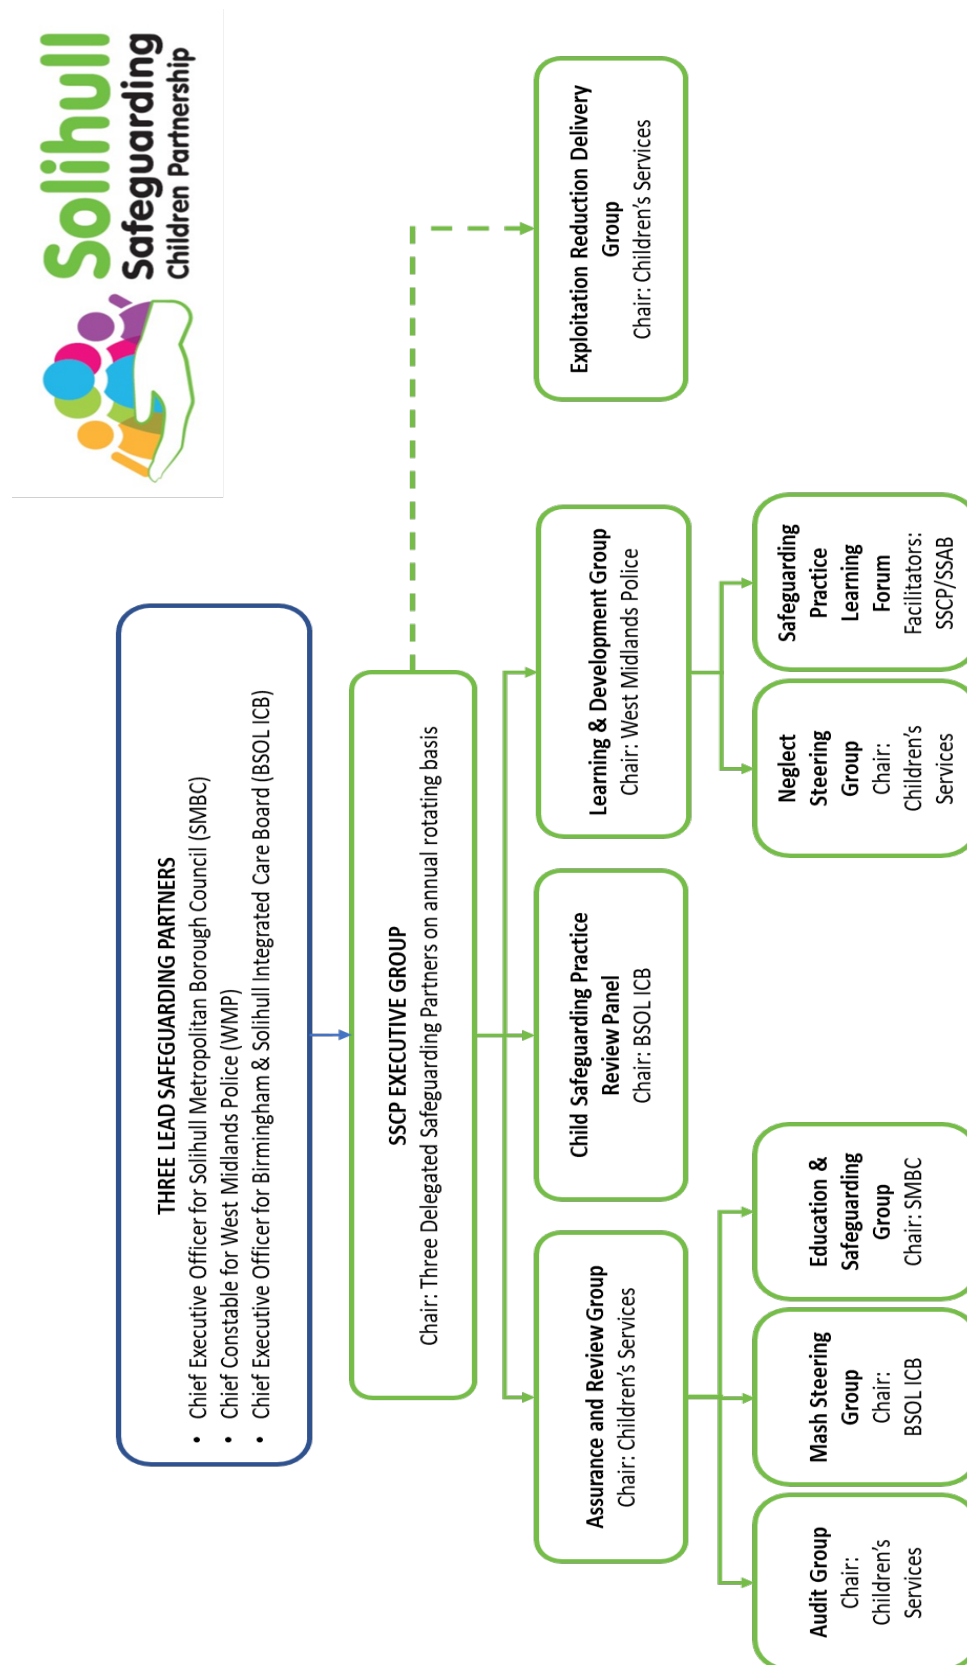 Solihull
Safeguarding
Children Partnership
THREE LEAD SAFEGUARDING PARTNERS
• Chief Executive Officer for Solihull Metropolitan Borough Council (SMBC)
• Chief Constable for West Midlands Police (WMP)
• Chief Executive Officer for Birmingham & Solihull Integrated Care Board (BSOL ICB)
SSCP EXECUTIVE GROUP
Chair: Three Delegated Safeguarding Partners on annual rotating basis
Assurance and Review Group
Chair: Children's Services
Child Safeguarding Practice
Review Panel
Chair: BSOL ICB
Learning & Development Group
Chair: West Midlands Police
Exploitation Reduction Delivery
Group
Chair: Children's Services
Audit Group
Chair:
Children's
Services
Mash Steering
Group
Chair:
BSOL ICB
Education &
Safeguarding
Group
Chair: SMBC
Neglect
Steering
Group
Chair:
Children's
Services
Safeguarding
Practice
Learning
Forum
Facilitators:
SSCP/SSAB